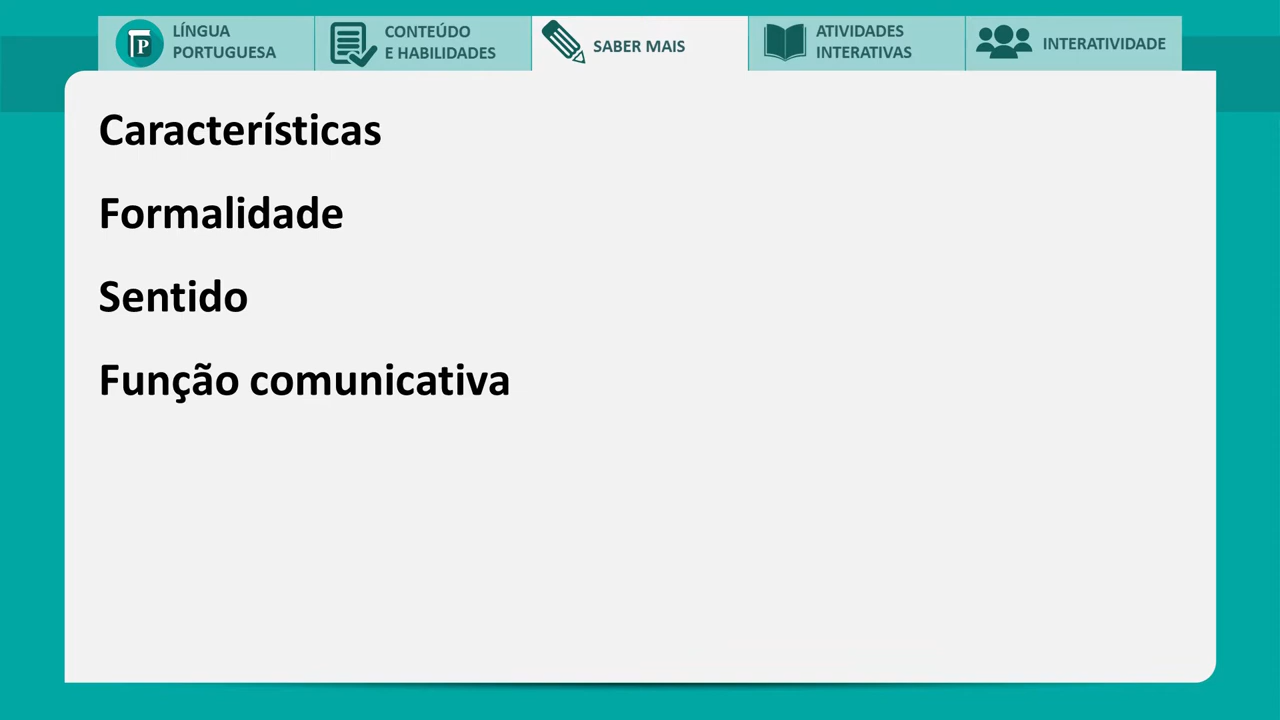 LÍNGUA
PORTUGUESA
CONTEÚDO
E HABILIDADES
SABER MAIS
ATIVIDADES
INTERATIVAS
INTERATIVIDADE
Características
Formalidade
Sentido
Função comunicativa